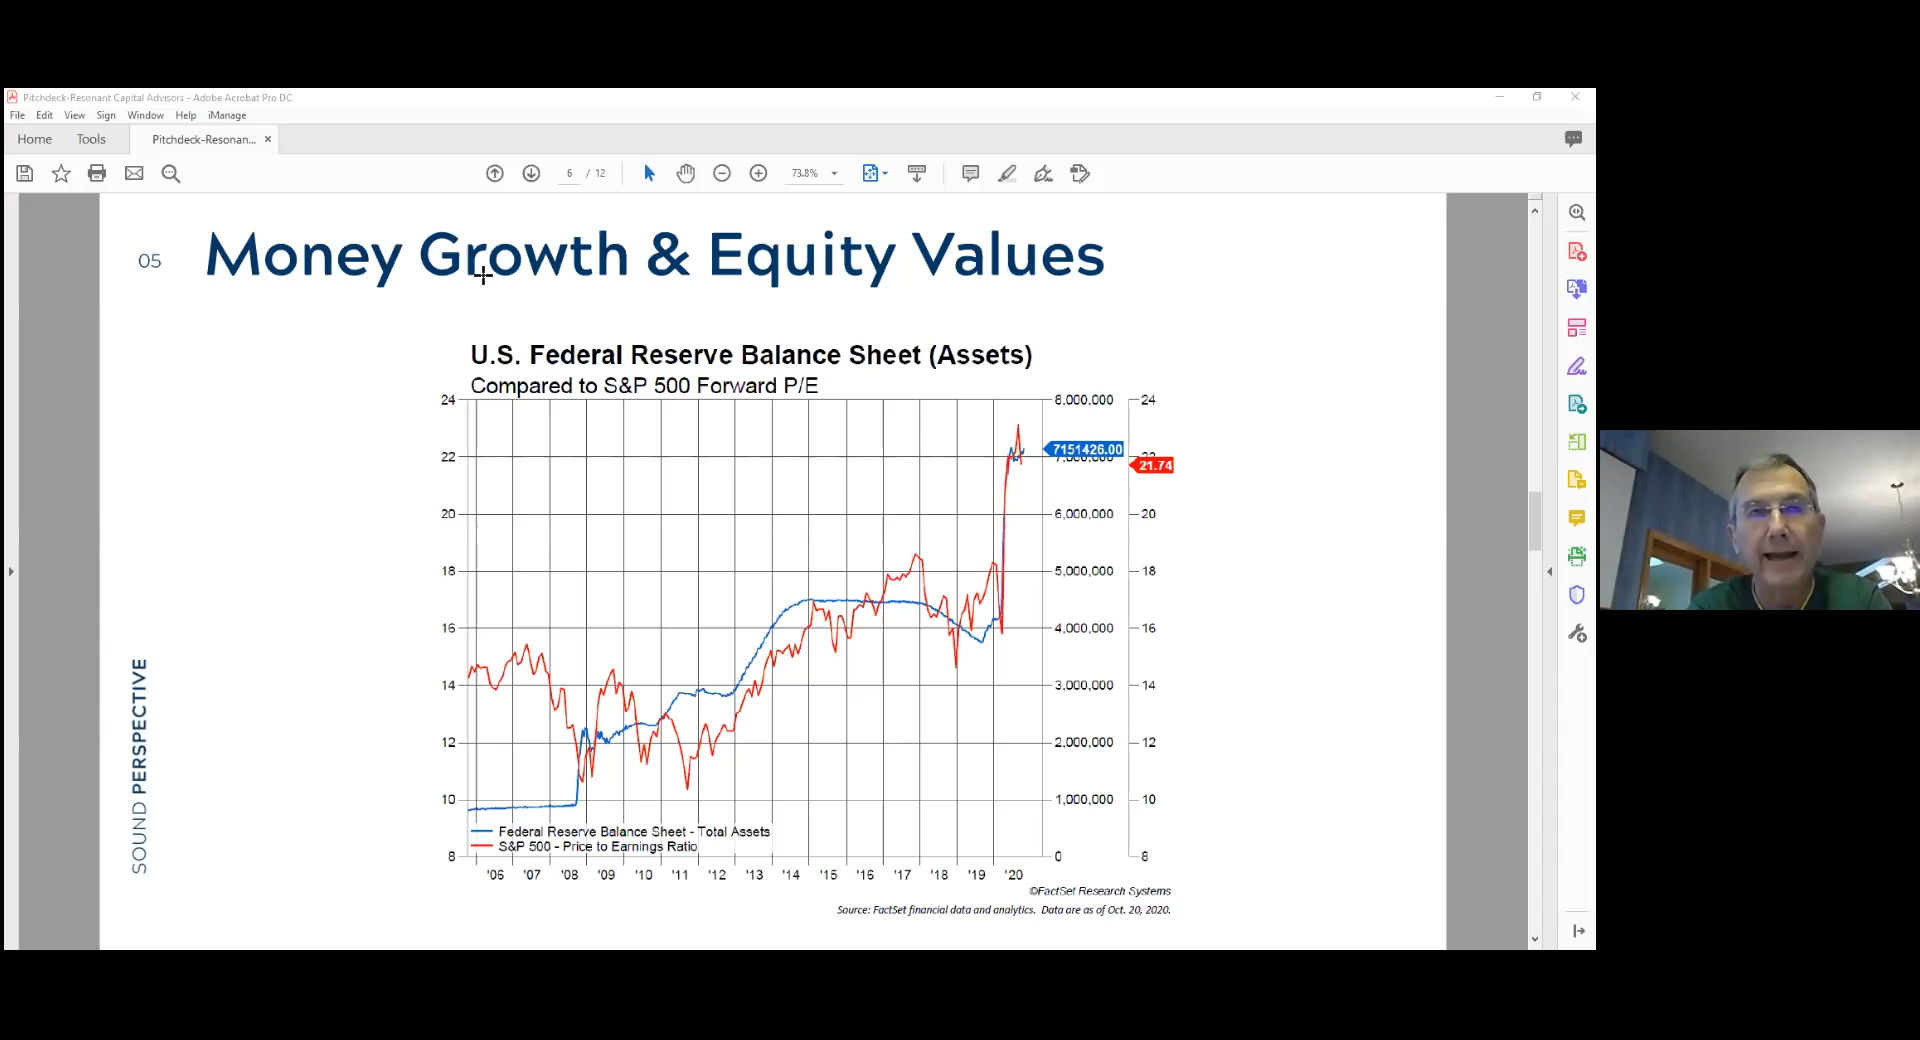 Pitchdeck-Resonant Capital Advisors - Adobe Acrobat Pro DC
File Edit View Sign Window Help iManage
Home Tools Pitchdeck-Resonan... ×
6 / 12 73.8%
05 Money Growth & Equity Values
U.S. Federal Reserve Balance Sheet (Assets)
Compared to S&P 500 Forward P/E
24 8,000,000 24
7151426.00
22
21.74
20 6,000,000 20
18 5,000,000 18
16 4,000,000 16
14 3,000,000 14
12 2,000,000 12
10 1,000,000 10
Federal Reserve Balance Sheet - Total Assets
S&P 500 - Price to Earnings Ratio
8 0 8
'06 '07 '08 '09 '10 '11 '12 '13 '14 '15 '16 '17 '18 '19 '20
©FactSet Research Systems
Source: FactSet financial data and analytics. Data are as of Oct. 20, 2020.
SOUND PERSPECTIVE